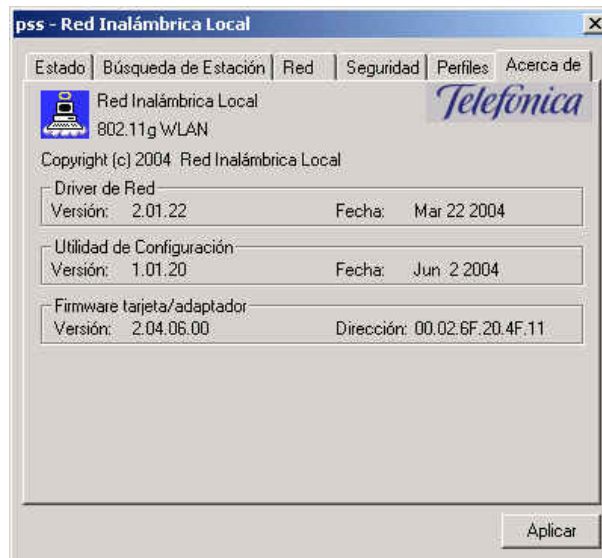 pss - Red Inalámbrica Local
Estado Búsqueda de Estación Red Seguridad Perfiles Acerca de
Telefónica
Red Inalámbrica Local
802.11g WLAN
Copyright (c) 2004 Red Inalámbrica Local
Driver de Red
Versión: 2.01.22 Fecha: Mar 22 2004
Utilidad de Configuración
Versión: 1.01.20 Fecha: Jun 2 2004
Firmware tarjeta/adaptador
Versión: 2.04.06.00 Dirección: 00.02.6F.20.4F.11
Aplicar